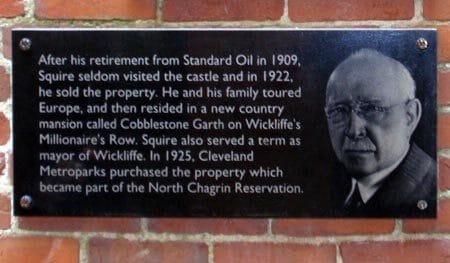 After his retirement from Standard Oil in 1909,
Squire seldom visited the castle and in 1922,
he sold the property. He and his family toured
Europe, and then resided in a new country
mansion called Cobblestone Garth on Wickliffe's
Millionaire's Row. Squire also served a term as
mayor of Wickliffe. In 1925, Cleveland
Metroparks purchased the property which
became part of the North Chagrin Reservation.